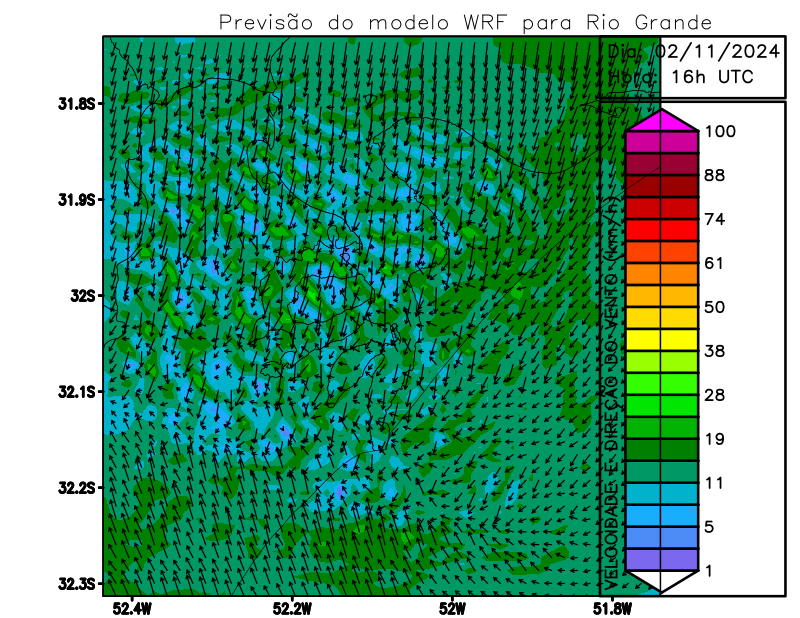 Previsão do modelo WRF para Rio Grande
Dia: 02/11/2024
Hora: 16h UTC
31.8S
31.9S
32S
32.1S
32.2S
32.3S
52.4W
52.2W
52W
51.8W
VELOCIDADE E DIREÇÃO DO VENTO (km/h)
100
88
74
61
50
38
28
19
11
5
1